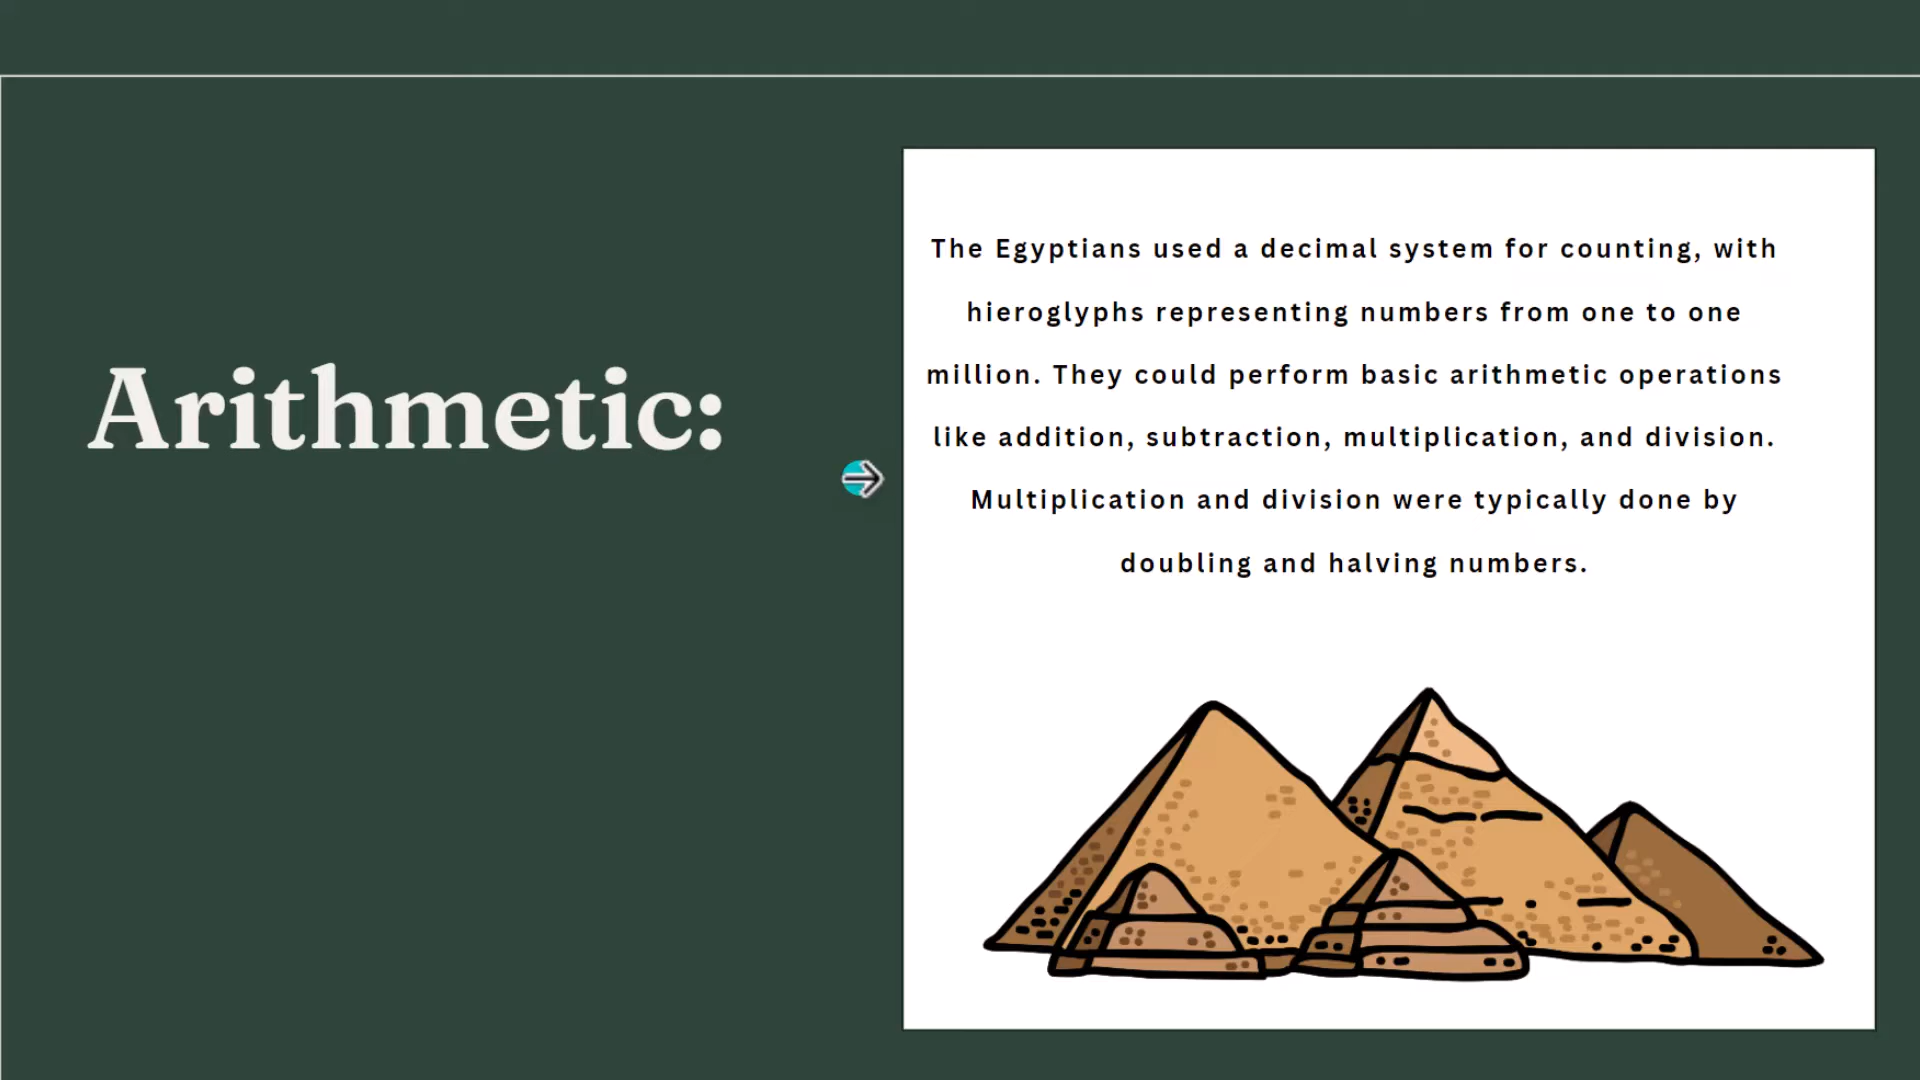 Arithmetic:
The Egyptians used a decimal system for counting, with
hieroglyphs representing numbers from one to one
million. They could perform basic arithmetic operations
like addition, subtraction, multiplication, and division.
Multiplication and division were typically done by
doubling and halving numbers.